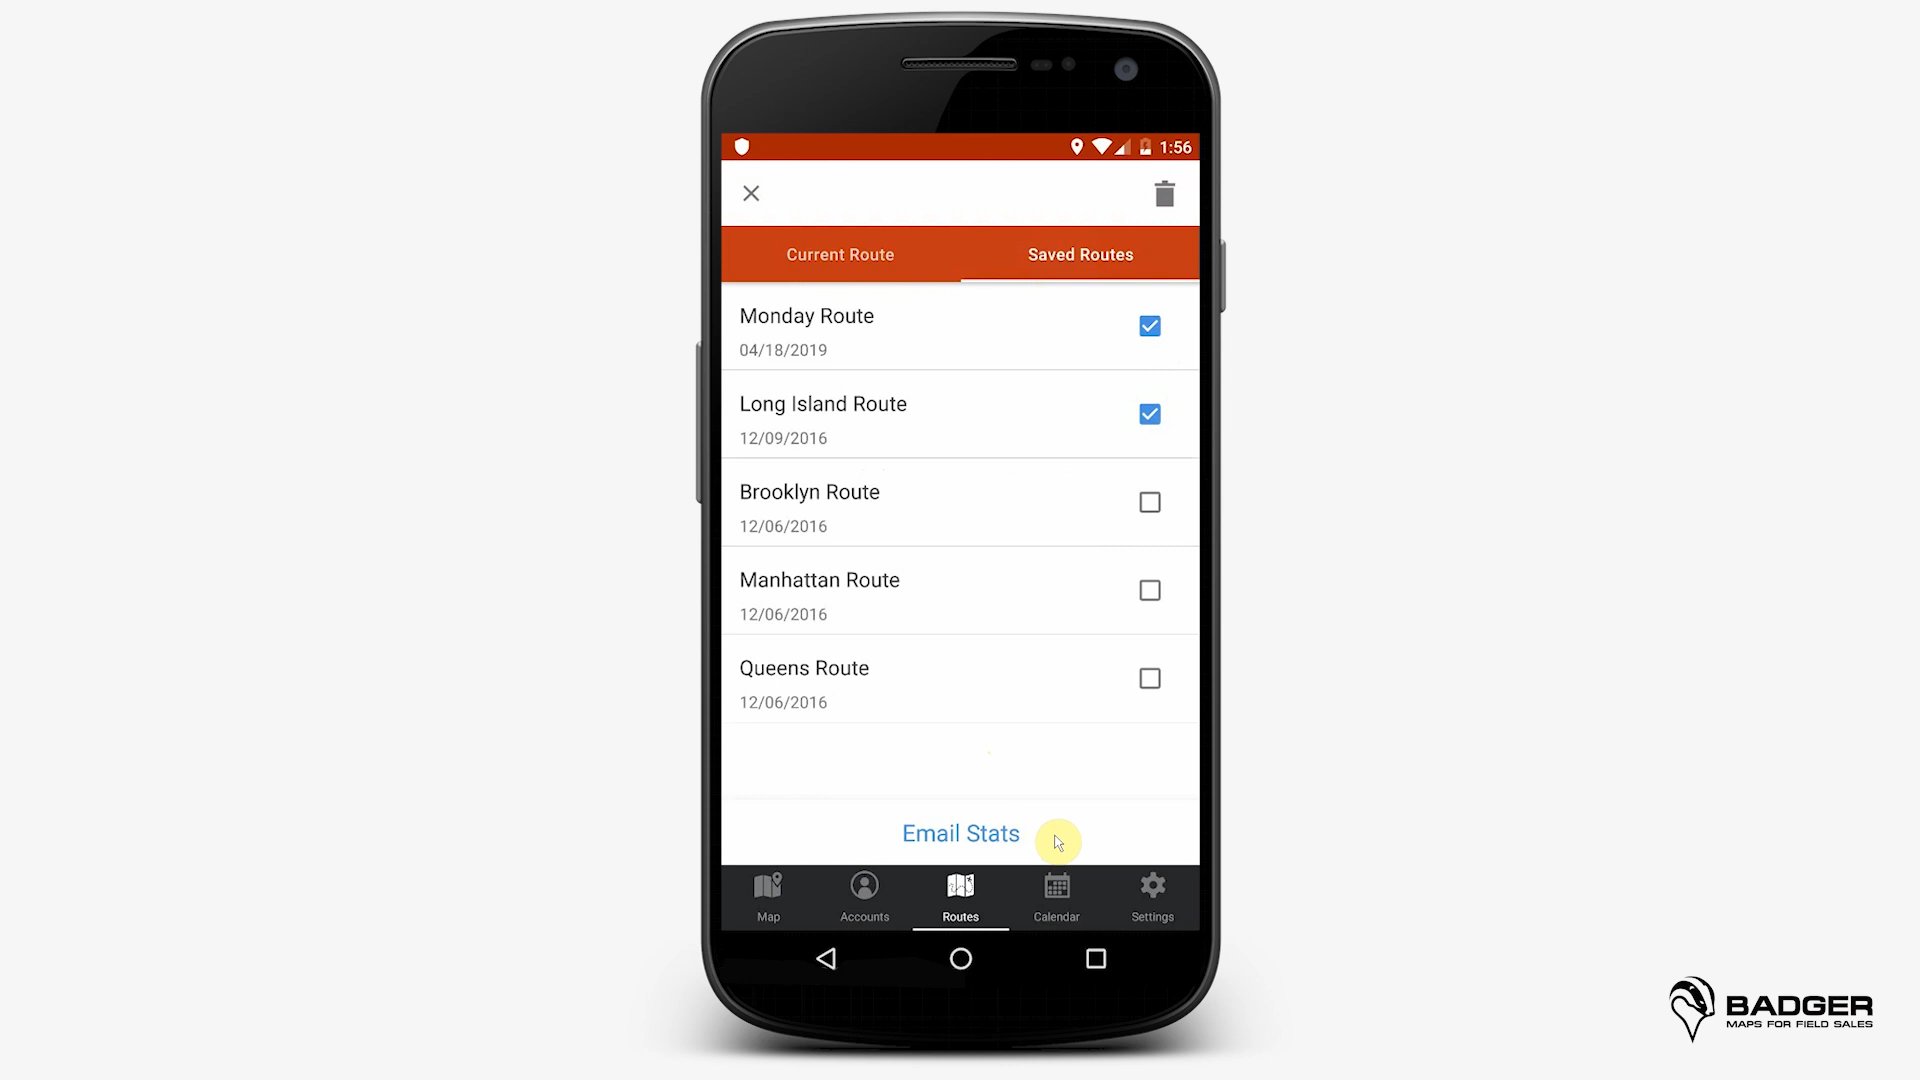 1:56
Current Route
Saved Routes
Monday Route
04/18/2019
Long Island Route
12/09/2016
Brooklyn Route
12/06/2016
Manhattan Route
12/06/2016
Queens Route
12/06/2016
Email Stats
Map
Accounts
Routes
Calendar
Settings
BADGER
MAPS FOR FIELD SALES